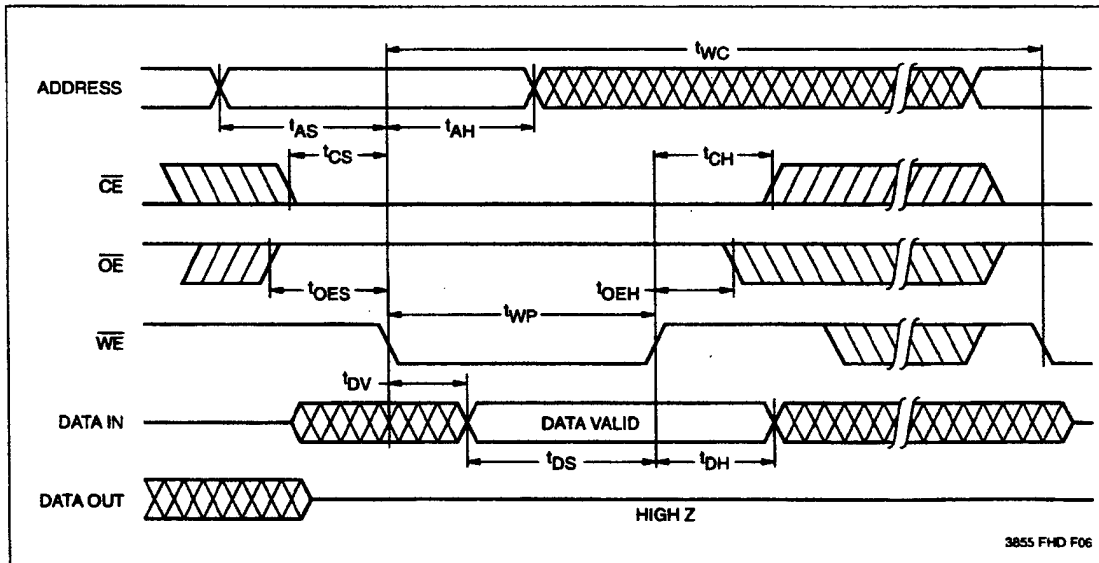 tWC
ADDRESS
tAS
tAH
tCS
tCH
CE
OE
tOES
tOEH
tWP
WE
tDV
DATA IN
DATA VALID
tDS
tDH
DATA OUT
HIGH Z
3855 FHD F06